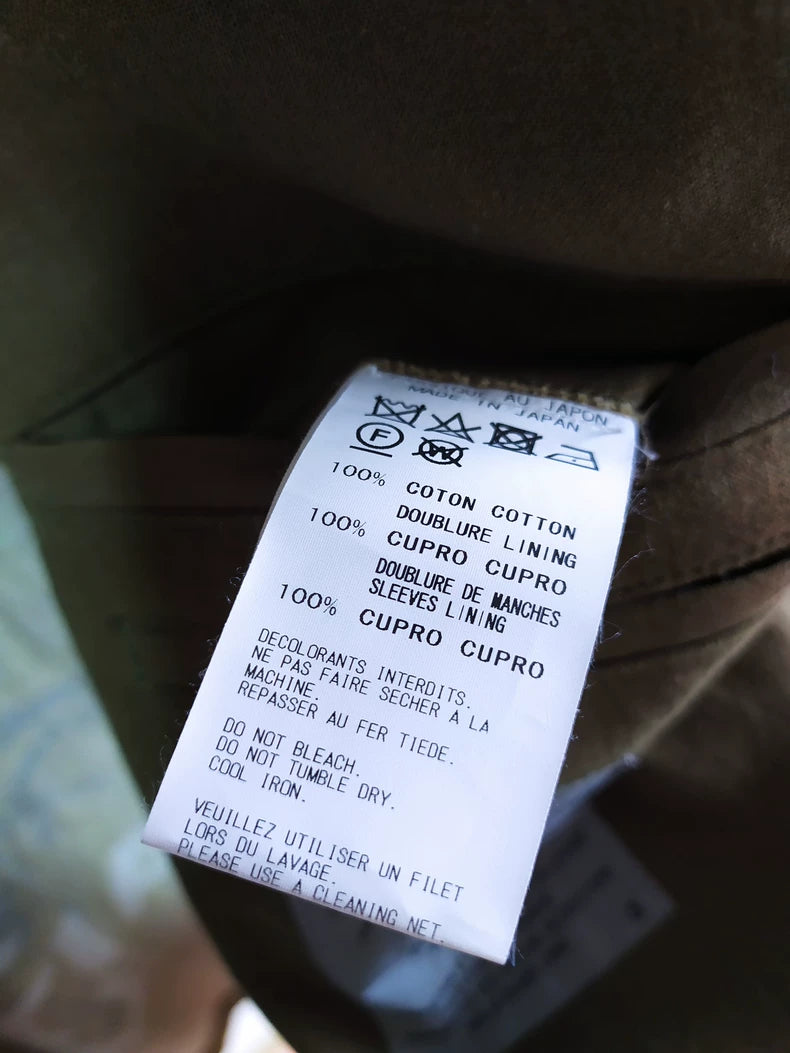 AU JAPON
MADE IN JAPAN
F W
100% COTON COTTON
DOUBLURE LINING
100% CUPRO CUPRO
DOUBLURE DE MANCHES
SLEEVES LINING
100% CUPRO CUPRO
DECOLORANTS INTERDITS.
NE PAS FAIRE SECHER A LA
MACHINE.
REPASSER AU FER TIEDE.
DO NOT BLEACH.
DO NOT TUMBLE DRY.
COOL IRON.
VEUILLEZ UTILISER UN FILET
LORS DU LAVAGE.
PLEASE USE A CLEANING NET.